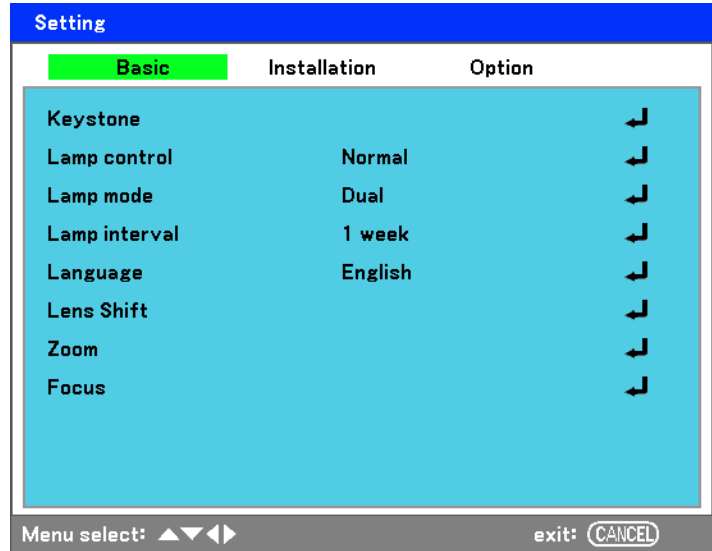 Setting
Basic Installation Option
Keystone
Lamp control Normal
Lamp mode Dual
Lamp interval 1 week
Language English
Lens Shift
Zoom
Focus
Menu select: ▲▼◀▶ exit: CANCEL